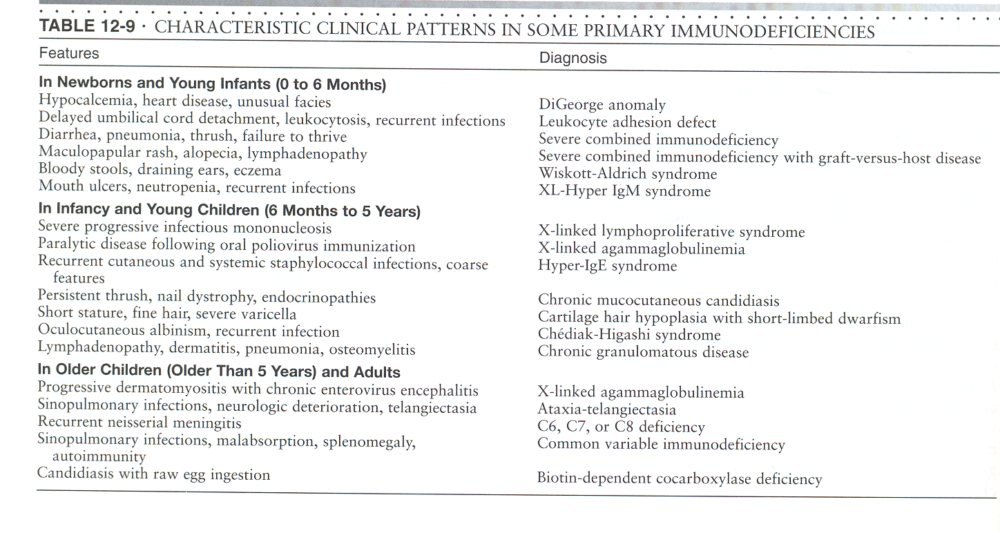 TABLE 12-9 · CHARACTERISTIC CLINICAL PATTERNS IN SOME PRIMARY IMMUNODEFICIENCIES
Features Diagnosis
In Newborns and Young Infants (0 to 6 Months)
Hypocalcemia, heart disease, unusual facies DiGeorge anomaly
Delayed umbilical cord detachment, leukocytosis, recurrent infections Leukocyte adhesion defect
Diarrhea, pneumonia, thrush, failure to thrive Severe combined immunodeficiency
Maculopapular rash, alopecia, lymphadenopathy Severe combined immunodeficiency with graft-versus-host disease
Bloody stools, draining ears, eczema Wiskott-Aldrich syndrome
Mouth ulcers, neutropenia, recurrent infections XL-Hyper IgM syndrome
In Infancy and Young Children (6 Months to 5 Years)
Severe progressive infectious mononucleosis X-linked lymphoproliferative syndrome
Paralytic disease following oral poliovirus immunization X-linked agammaglobulinemia
Recurrent cutaneous and systemic staphylococcal infections, coarse Hyper-IgE syndrome
features
Persistent thrush, nail dystrophy, endocrinopathies Chronic mucocutaneous candidiasis
Short stature, fine hair, severe varicella Cartilage hair hypoplasia with short-limbed dwarfism
Oculocutaneous albinism, recurrent infection Chédiak-Higashi syndrome
Lymphadenopathy, dermatitis, pneumonia, osteomyelitis Chronic granulomatous disease
In Older Children (Older Than 5 Years) and Adults
Progressive dermatomyositis with chronic enterovirus encephalitis X-linked agammaglobulinemia
Sinopulmonary infections, neurologic deterioration, telangiectasia Ataxia-telangiectasia
Recurrent neisserial meningitis C6, C7, or C8 deficiency
Sinopulmonary infections, malabsorption, splenomegaly, Common variable immunodeficiency
autoimmunity
Candidiasis with raw egg ingestion Biotin-dependent cocarboxylase deficiency